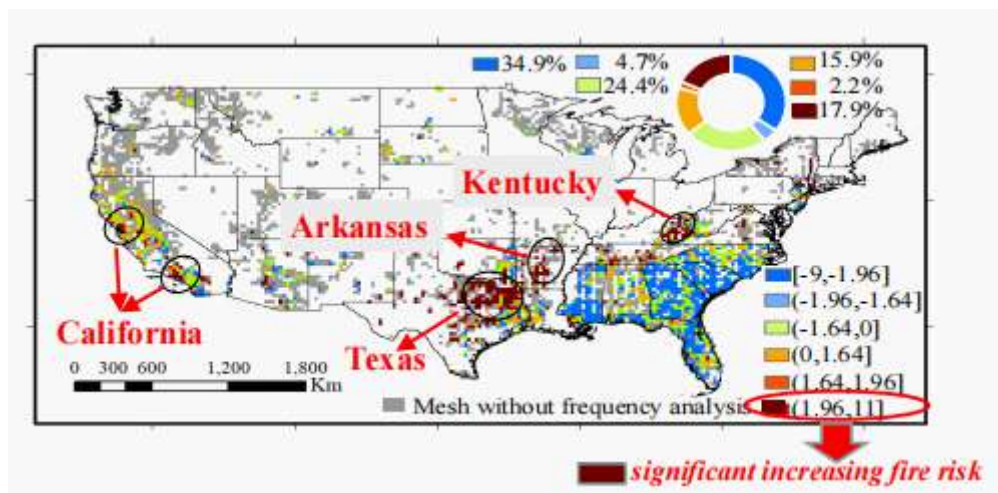 34.9%
4.7%
24.4%
15.9%
2.2%
17.9%
Kentucky
Arkansas
California
Texas
0 300 600 1,200 1,800
Km
[-9,-1.96]
(-1.96,-1.64]
(-1.64,0]
(0,1.64]
(1.64,1.96]
(1.96,11]
Mesh without frequency analysis
significant increasing fire risk